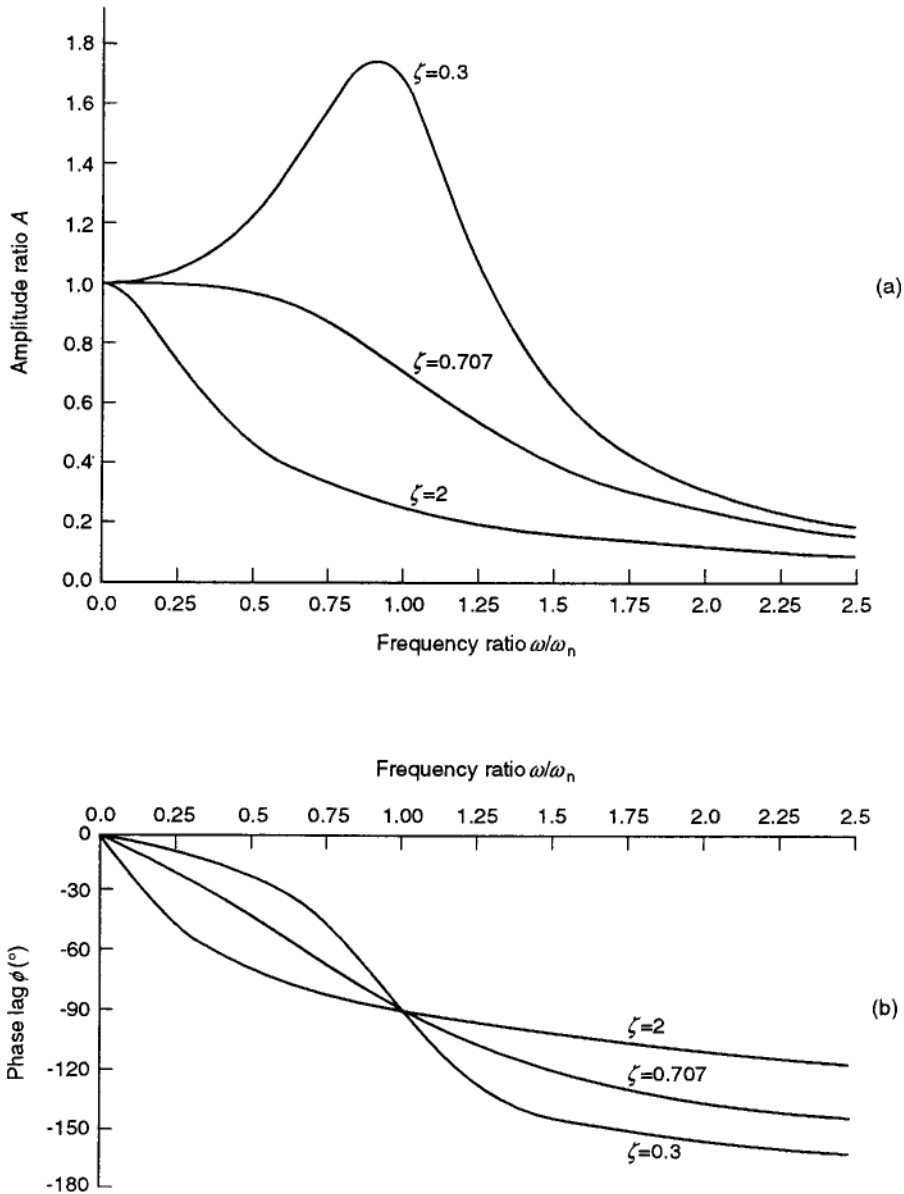 1.8
1.6
1.4
1.2
1.0
0.8
0.6
0.4
0.2
0.0
Amplitude ratio A
ζ=0.3
ζ=0.707
ζ=2
(a)
0.0 0.25 0.5 0.75 1.00 1.25 1.5 1.75 2.0 2.25 2.5
Frequency ratio ω/ωn
Frequency ratio ω/ωn
0.0 0.25 0.5 0.75 1.00 1.25 1.5 1.75 2.0 2.25 2.5
0
-30
-60
-90
-120
-150
-180
Phase lag ϕ (°)
ζ=2
ζ=0.707
ζ=0.3
(b)